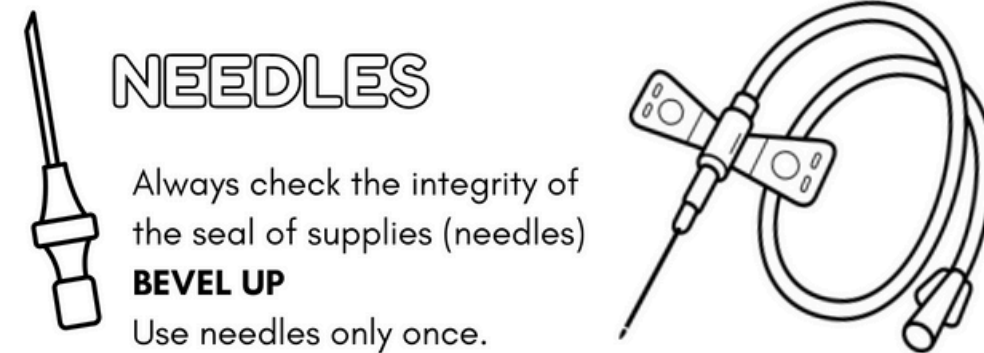 NEEDLES
Always check the integrity of
the seal of supplies (needles)
BEVEL UP
Use needles only once.